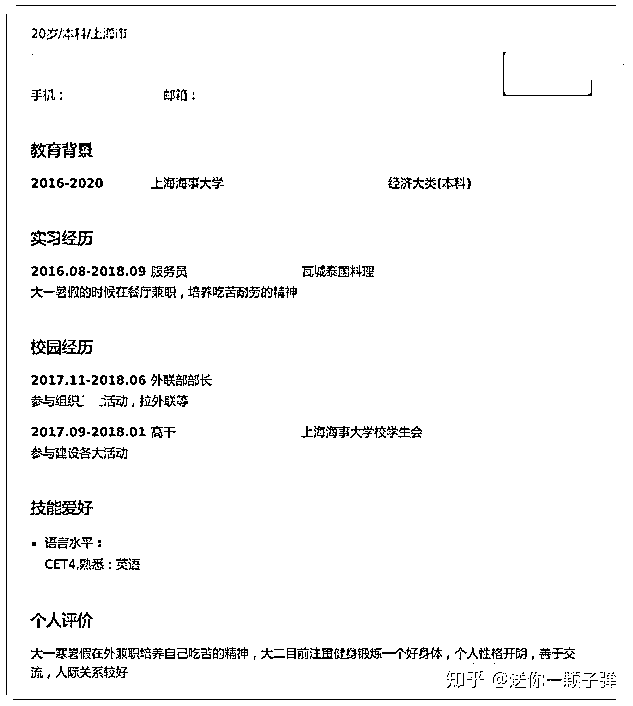 20岁/本科/上海市
手机： 邮箱：
教育背景
2016-2020 上海海事大学 经济大类(本科)
实习经历
2016.08-2018.09 服务员 瓦城泰国料理
大一暑假的时候在餐厅兼职，培养吃苦耐劳的精神
校园经历
2017.11-2018.06 外联部部长
参与组织 活动，拉外联等
2017.09-2018.01 高干 上海海事大学校学生会
参与建设各大活动
技能爱好
• 语言水平：
CET4,熟悉：英语
个人评价
大一寒暑假在外兼职培养自己吃苦的精神，大二目前注重健身锻炼一个好身体，个人性格开朗，善于交
流，人际关系较好
知乎 @送你一颗子弹